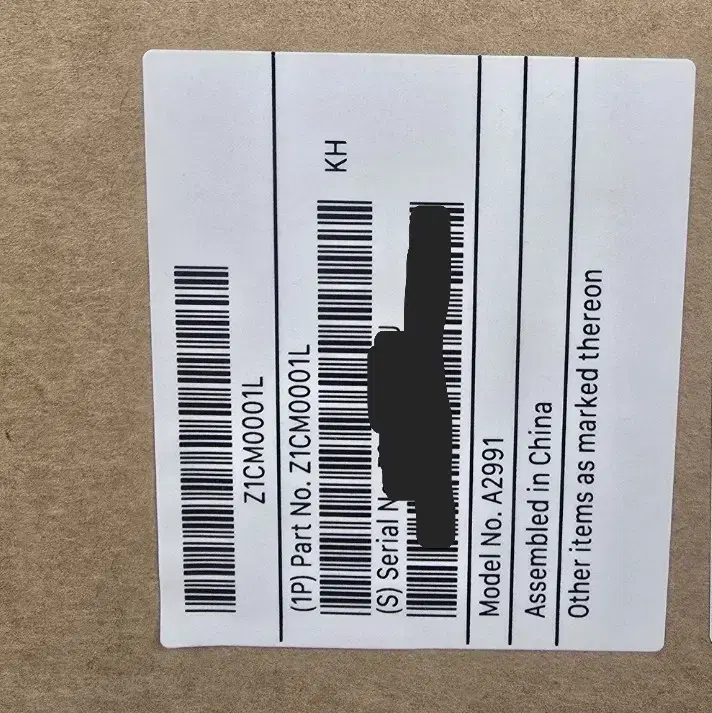 Z1CM0001L
(1P) Part No. Z1CM0001L
KH
(S) Serial
Model No. A2991
Assembled in China
Other items as marked thereon